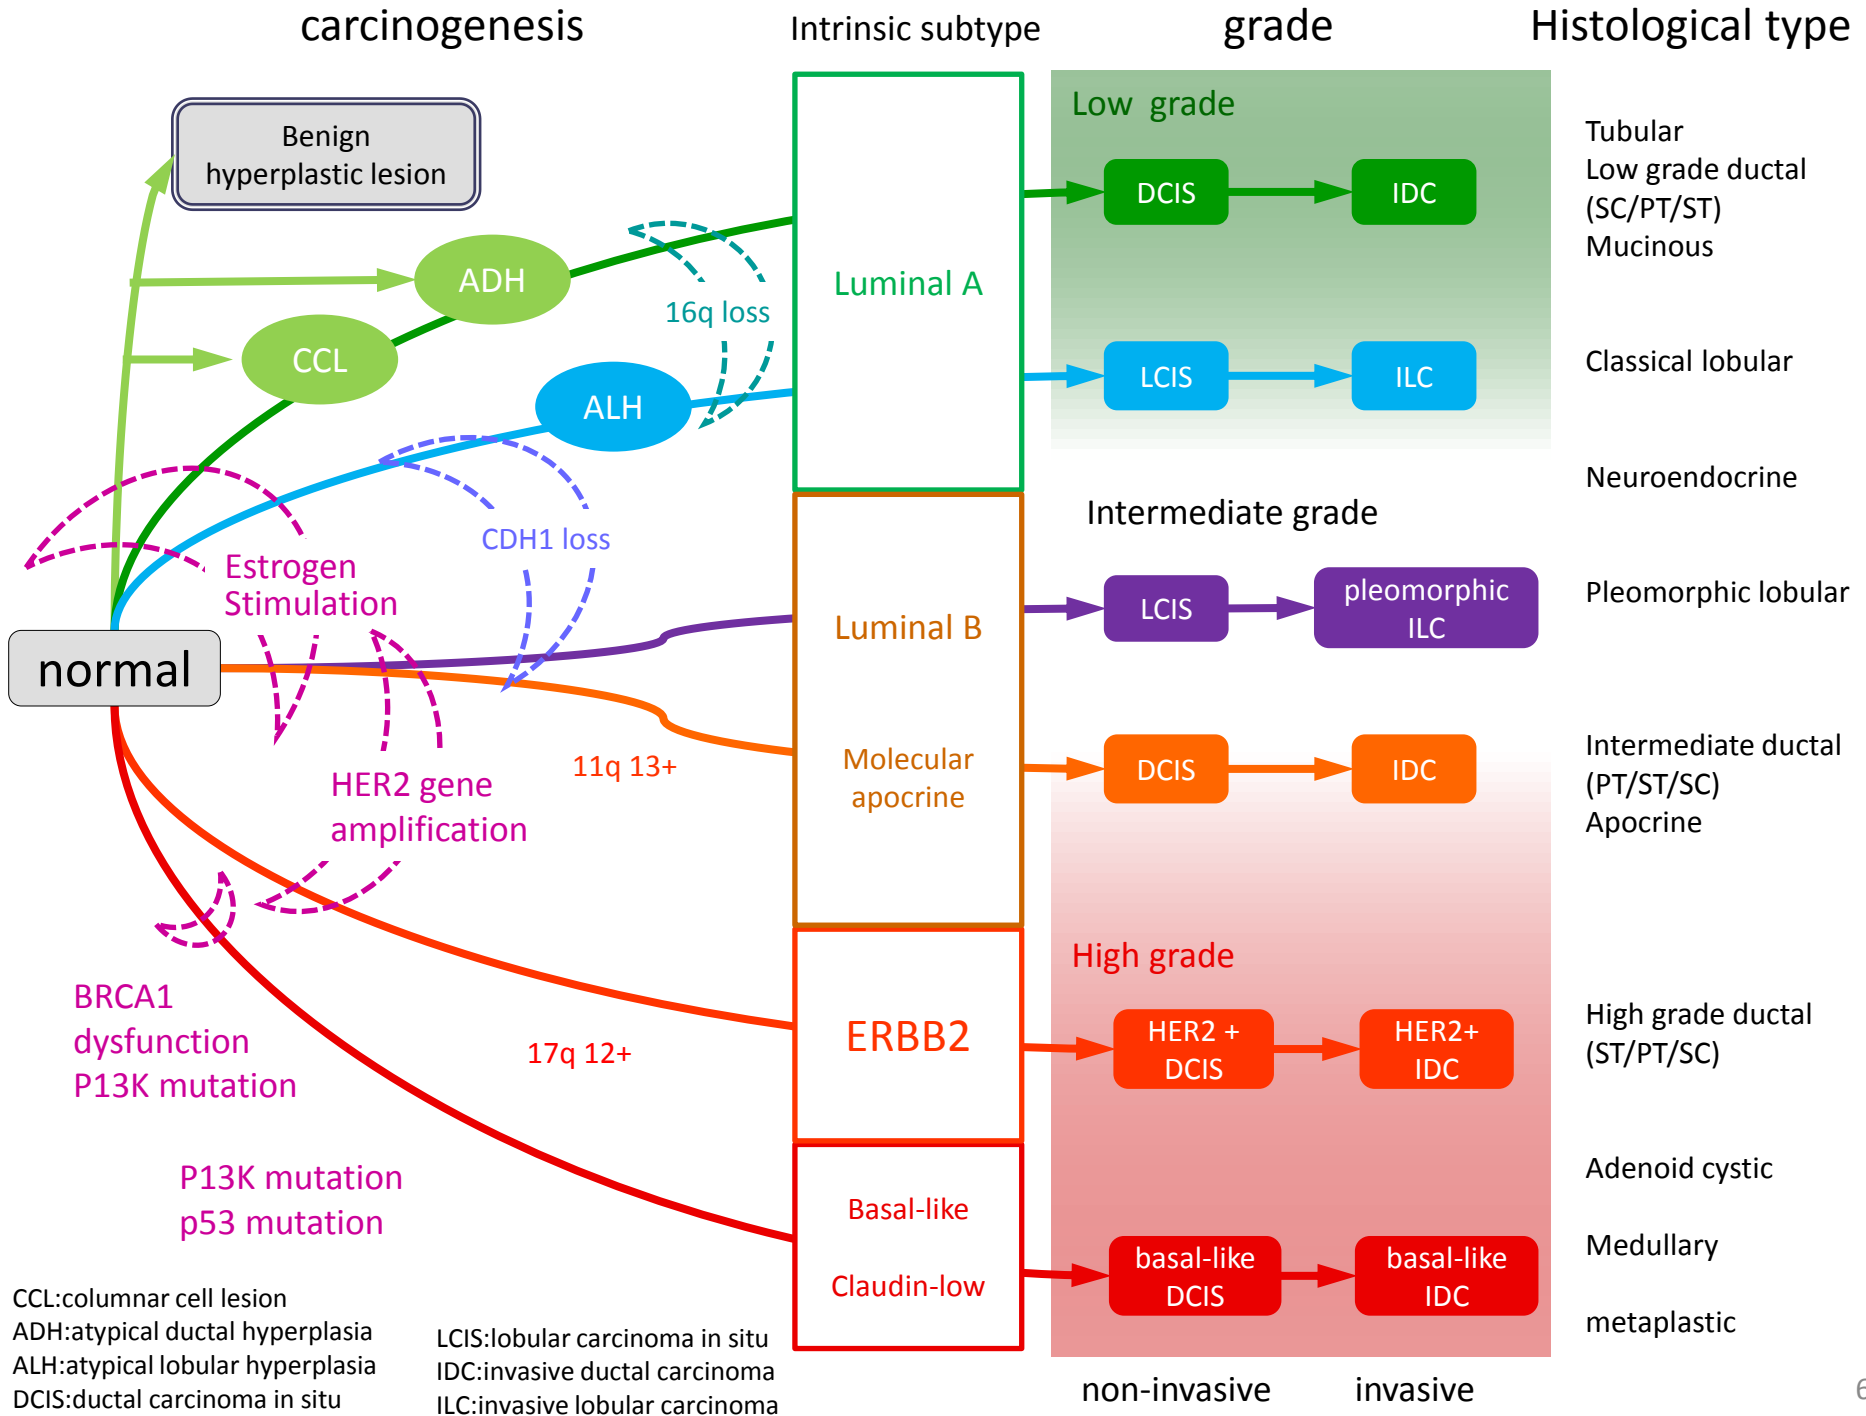 carcinogenesis
Intrinsic subtype
grade
Histological type
Benign
hyperplastic lesion
ADH
CCL
16q loss
ALH
CDH1 loss
Estrogen
Stimulation
normal
11q 13+
HER2 gene
amplification
BRCA1
dysfunction
P13K mutation
17q 12+
P13K mutation
p53 mutation
Luminal A
Luminal B
Molecular
apocrine
ERBB2
Basal-like
Claudin-low
Low grade
DCIS
IDC
LCIS
ILC
Intermediate grade
LCIS
pleomorphic
ILC
DCIS
IDC
High grade
HER2 +
DCIS
HER2+
IDC
basal-like
DCIS
basal-like
IDC
non-invasive
invasive
Tubular
Low grade ductal
(SC/PT/ST)
Mucinous
Classical lobular
Neuroendocrine
Pleomorphic lobular
Intermediate ductal
(PT/ST/SC)
Apocrine
High grade ductal
(ST/PT/SC)
Adenoid cystic
Medullary
metaplastic
CCL:columnar cell lesion
ADH:atypical ductal hyperplasia
ALH:atypical lobular hyperplasia
DCIS:ductal carcinoma in situ
LCIS:lobular carcinoma in situ
IDC:invasive ductal carcinoma
ILC:invasive lobular carcinoma
6